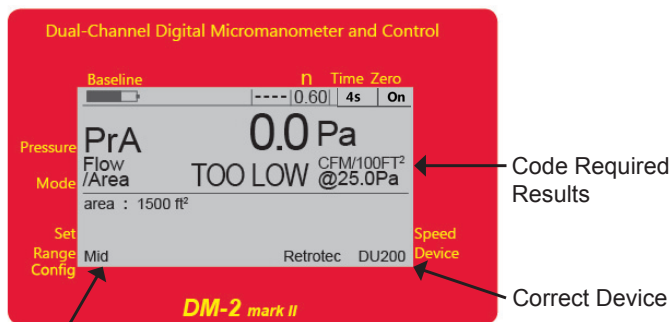 Dual-Channel Digital Micromanometer and Control
Baseline n Time Zero
---- 0.60 4s On
Pressure PrA 0.0 Pa
Mode Flow /Area TOO LOW CFM/100FT² @25.0Pa
Code Required Results
area : 1500 ft²
Set Speed
Range Config Mid Retrotec DU200 Device
Correct Device
DM-2 mark II